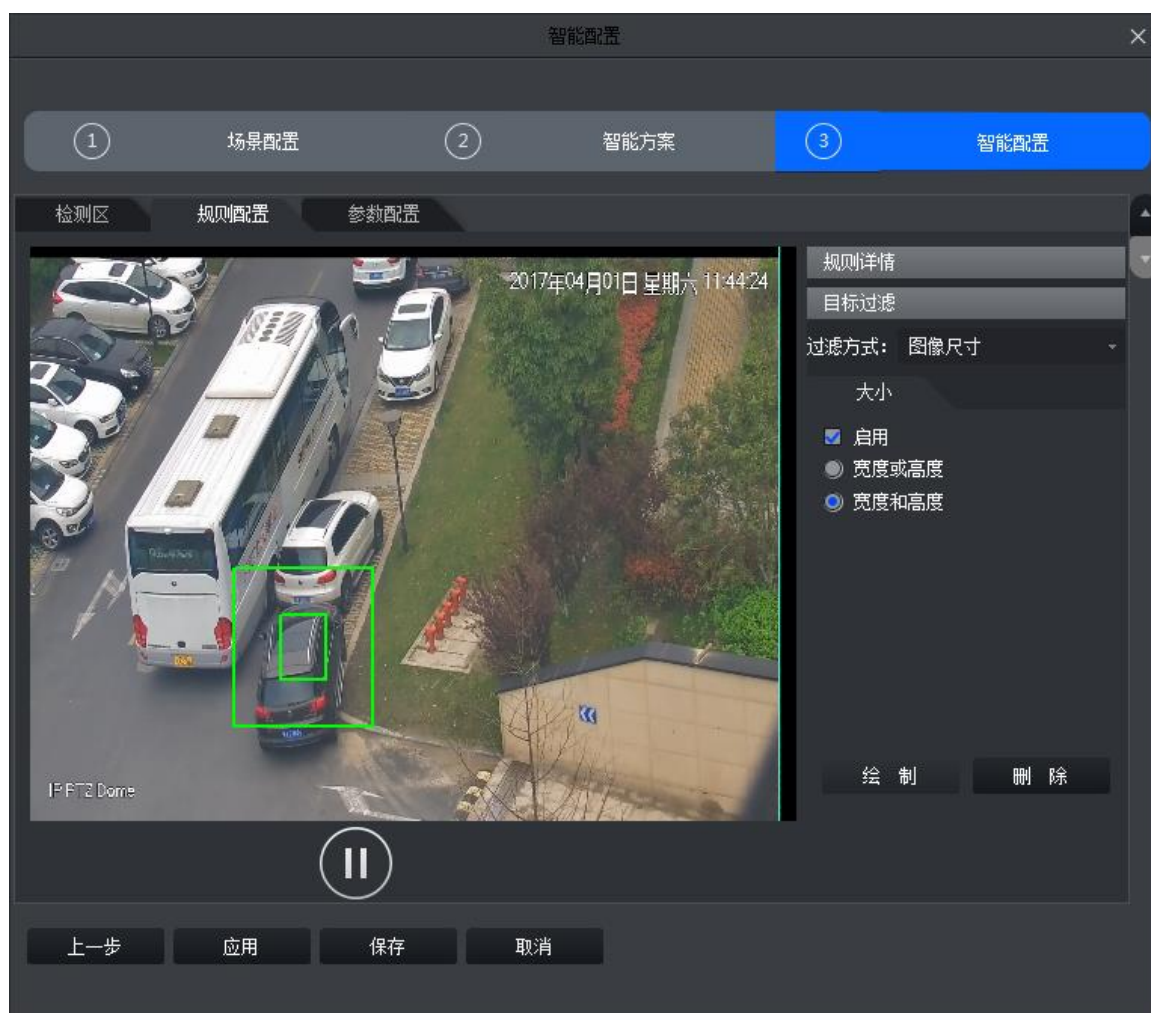 智能配置
1 场景配置 2 智能方案 3 智能配置
检测区 规则配置 参数配置
2017年04月01日 星期六 11:44:24
IP PTZ Dome
规则详情
目标过滤
过滤方式: 图像尺寸
大小
启用
宽度或高度
宽度和高度
绘 制 删 除
上一步 应用 保存 取消